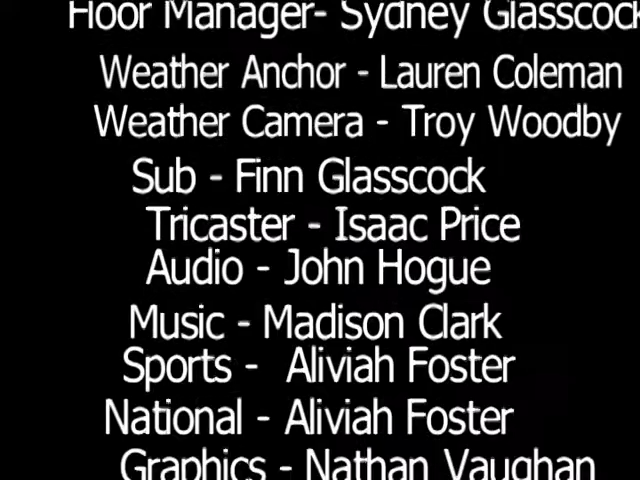 Floor Manager- Sydney Glasscock
Weather Anchor - Lauren Coleman
Weather Camera - Troy Woodby
Sub - Finn Glasscock
Tricaster - Isaac Price
Audio - John Hogue
Music - Madison Clark
Sports - Aliviah Foster
National - Aliviah Foster
Graphics - Nathan Vaughan